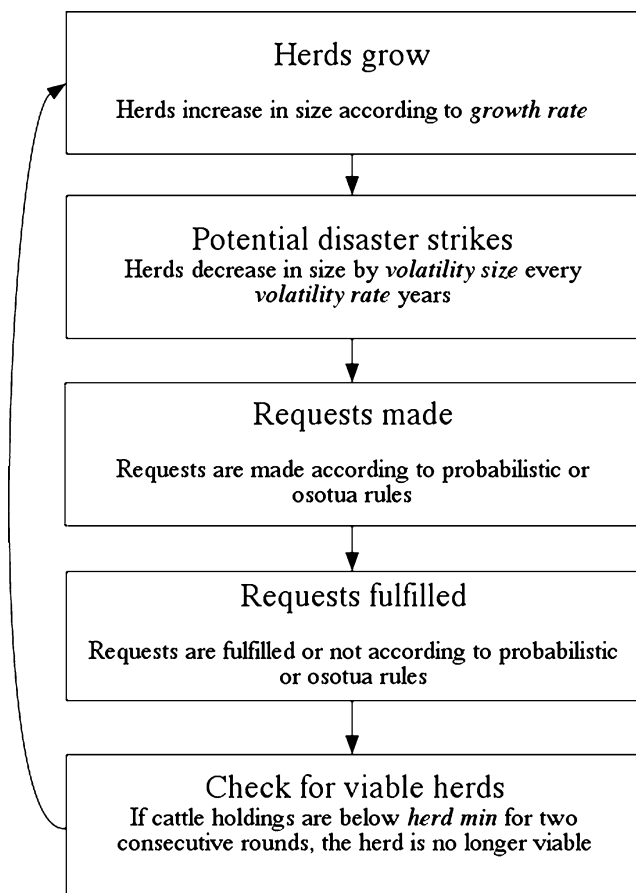 Herds grow
Herds increase in size according to growth rate
Potential disaster strikes
Herds decrease in size by volatility size every
volatility rate years
Requests made
Requests are made according to probabilistic or
osotua rules
Requests fulfilled
Requests are fulfilled or not according to probabilistic
or osotua rules
Check for viable herds
If cattle holdings are below herd min for two
consecutive rounds, the herd is no longer viable